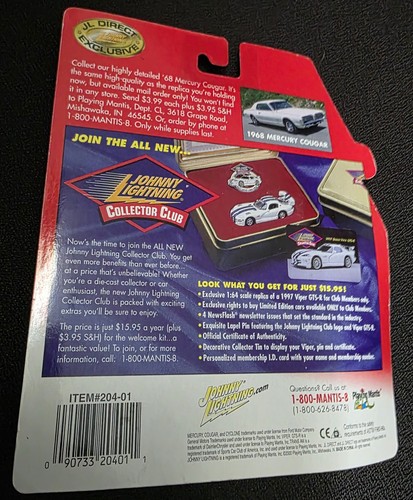 JL DIRECT
EXCLUSIVE
Collect our highly detailed '68 Mercury Cougar. It's
the same high-quality as the replica you're holding
now, but available mail order only! You won't find
it in any store. Send $3.99 each plus $3.95 S&H
to Playing Mantis, Dept. CL, 3618 Grape Road,
Mishawaka, IN 46545. Or, order by phone at
1-800-MANTIS-8. Only while supplies last.
1968 MERCURY COUGAR
JOIN THE ALL NEW...
JOHNNY
LIGHTNING
COLLECTOR CLUB
Now's the time to join the ALL NEW
Johnny Lightning Collector Club. You get
even more benefits than ever before...
at a price that's unbelievable! Whether
you're a die-cast collector or car
enthusiast, the new Johnny Lightning
Collector Club is packed with exciting
extras you'll be sure to enjoy.
The price is just $15.95 a year (plus
$3.95 S&H) for the welcome kit...a
fantastic value! To join, or for more
information, call: 1-800-MANTIS-8.
LOOK WHAT YOU GET FOR JUST $15.95!
• Exclusive 1:64 scale replica of a 1997 Viper GTS-R for Club Members only.
• Exclusive rights to buy Limited Edition cars available ONLY to Club Members.
• 4 NewsFlash newsletter issues that set the standard in the industry.
• Exquisite Lapel Pin featuring the Johnny Lightning Club logo and Viper GTS-R.
• Official Certificate of Authenticity.
• Decorative Collector Tin to display your Viper, pin and certificate.
• Personalized membership I.D. card with your name and membership number.
ITEM#204-01
0 90733 20401 1
JOHNNY
LIGHTNING.com
Questions? Call us at
1-800-MANTIS-8
(1-800-626-8478)
Playing Mantis
CE
Conforms to the safety
requirements of ASTM F963-96a.